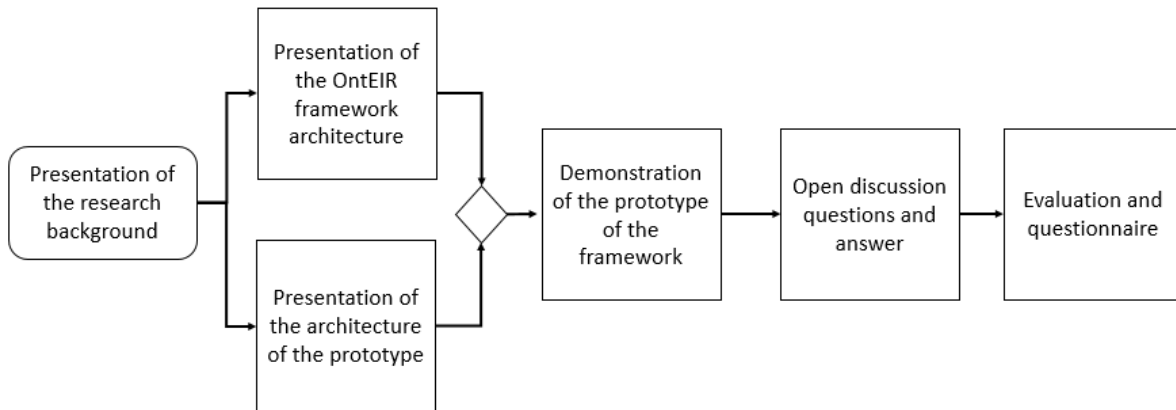 Presentation of
the research
background
Presentation of
the OntEIR
framework
architecture
Presentation of
the architecture
of the prototype
Demonstration
of the prototype
of the
framework
Open discussion
questions and
answer
Evaluation and
questionnaire